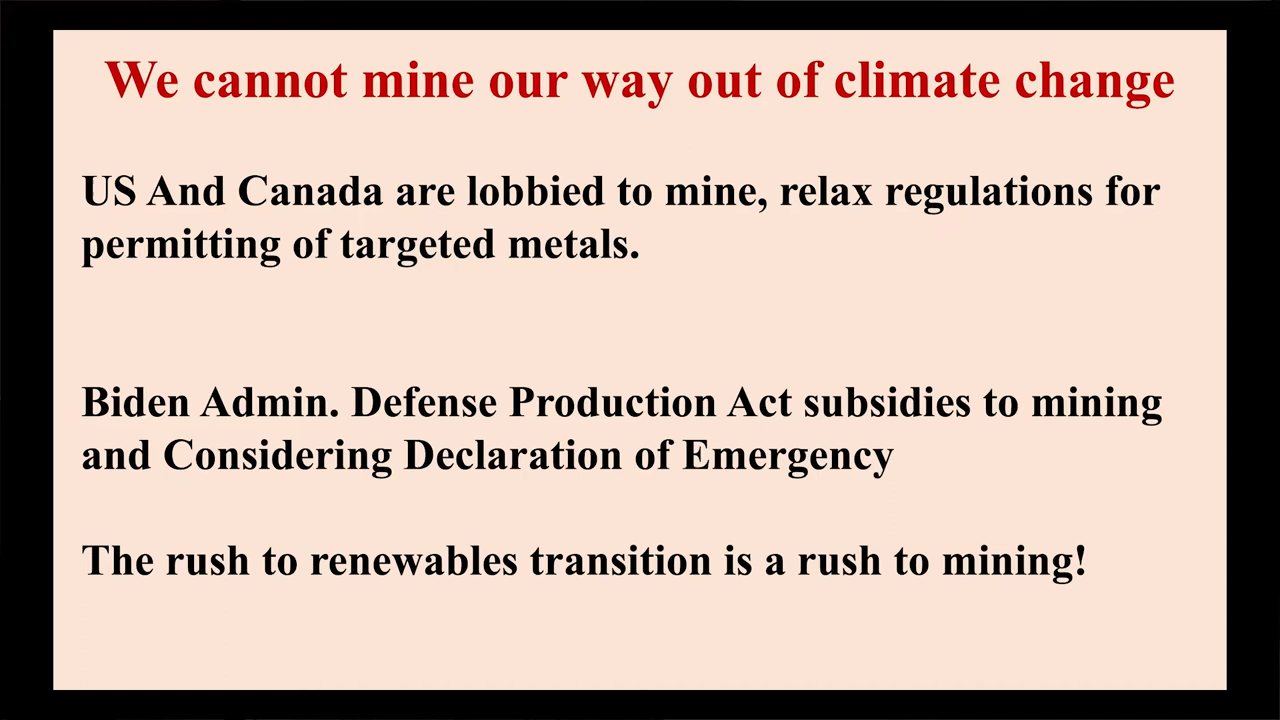 We cannot mine our way out of climate change
US And Canada are lobbied to mine, relax regulations for
permitting of targeted metals.
Biden Admin. Defense Production Act subsidies to mining
and Considering Declaration of Emergency
The rush to renewables transition is a rush to mining!